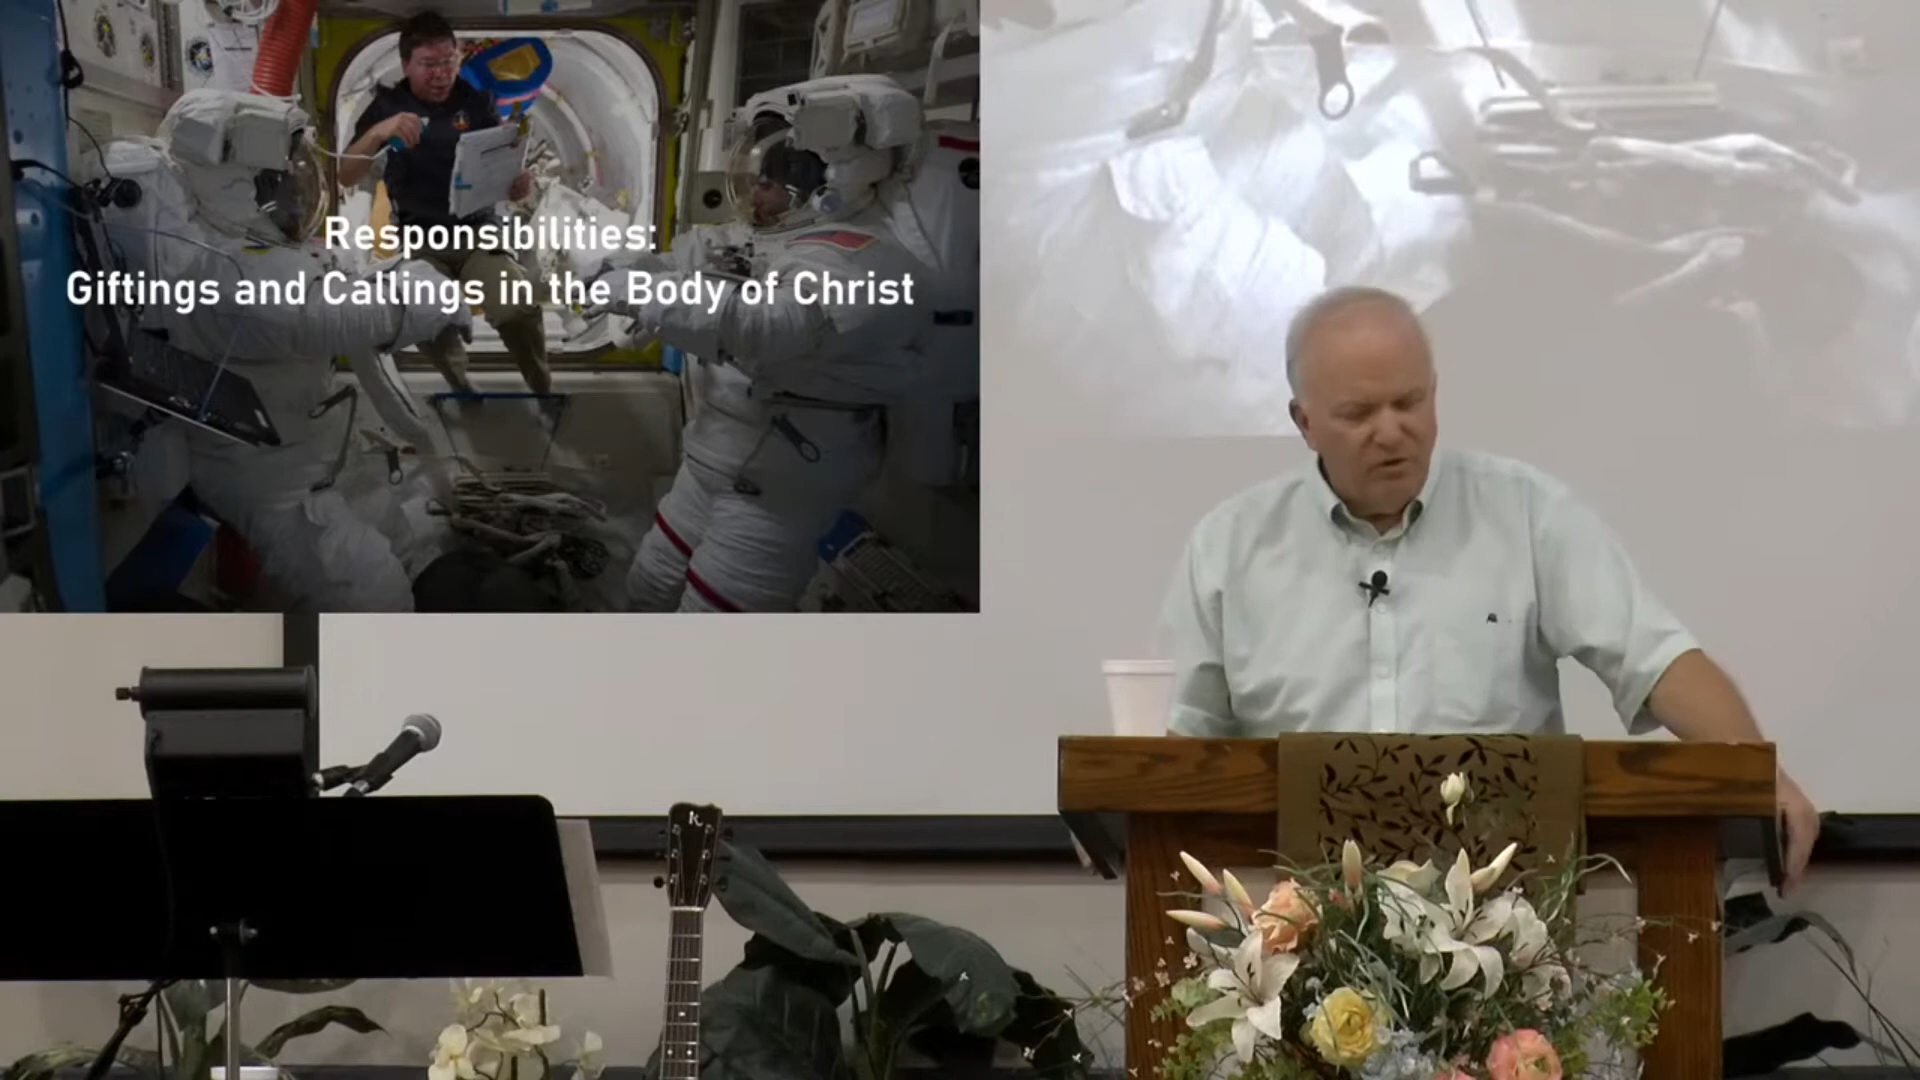 Responsibilities:
Giftings and Callings in the Body of Christ